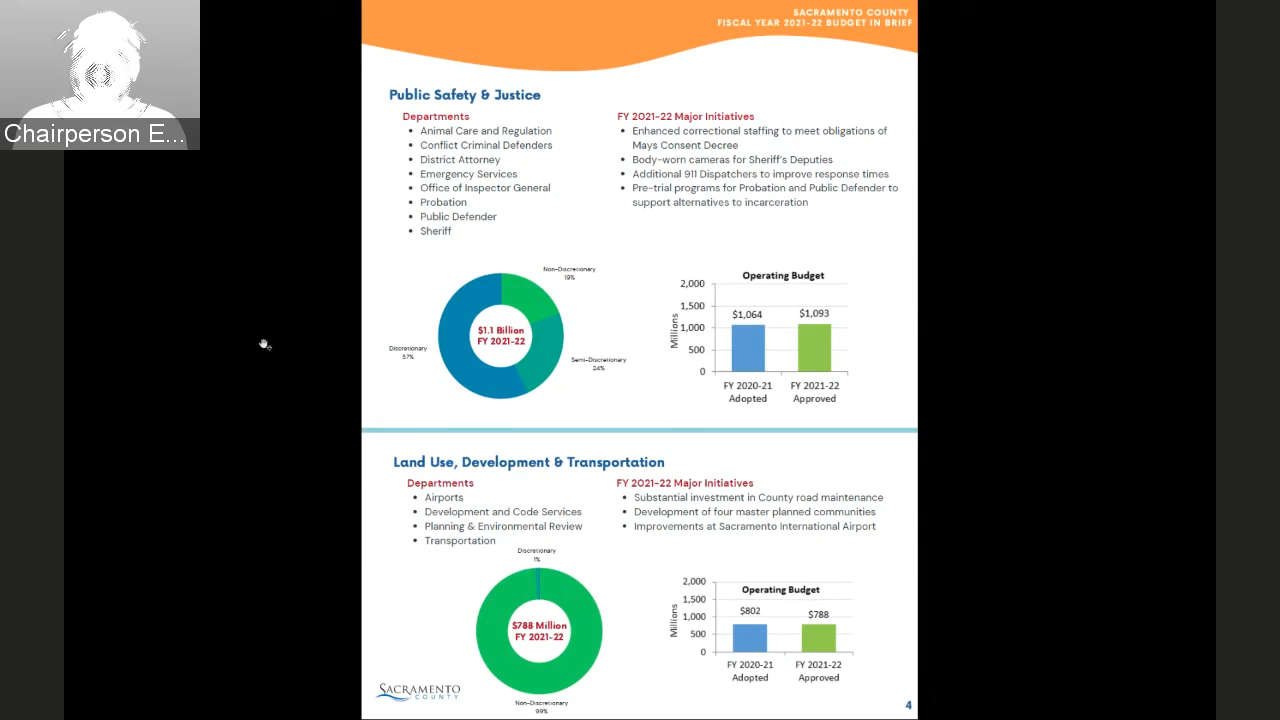 SACRAMENTO COUNTY
FISCAL YEAR 2021-22 BUDGET IN BRIEF
Chairperson E...
Public Safety & Justice
Departments
• Animal Care and Regulation
• Conflict Criminal Defenders
• District Attorney
• Emergency Services
• Office of Inspector General
• Probation
• Public Defender
• Sheriff
FY 2021-22 Major Initiatives
• Enhanced correctional staffing to meet obligations of
Mays Consent Decree
• Body-worn cameras for Sheriff's Deputies
• Additional 911 Dispatchers to improve response times
• Pre-trial programs for Probation and Public Defender to
support alternatives to incarceration
Non-Discretionary
19%
$1.1 Billion
FY 2021-22
Discretionary
57%
Semi-Discretionary
24%
Operating Budget
Millions
2,000
1,500
1,000
500
0
$1,064
$1,093
FY 2020-21
Adopted
FY 2021-22
Approved
Land Use, Development & Transportation
Departments
• Airports
• Development and Code Services
• Planning & Environmental Review
• Transportation
FY 2021-22 Major Initiatives
• Substantial investment in County road maintenance
• Development of four master planned communities
• Improvements at Sacramento International Airport
Discretionary
1%
$788 Million
FY 2021-22
Non-Discretionary
99%
Operating Budget
Millions
2,000
1,500
1,000
500
0
$802
$788
FY 2020-21
Adopted
FY 2021-22
Approved
SACRAMENTO
COUNTY
4